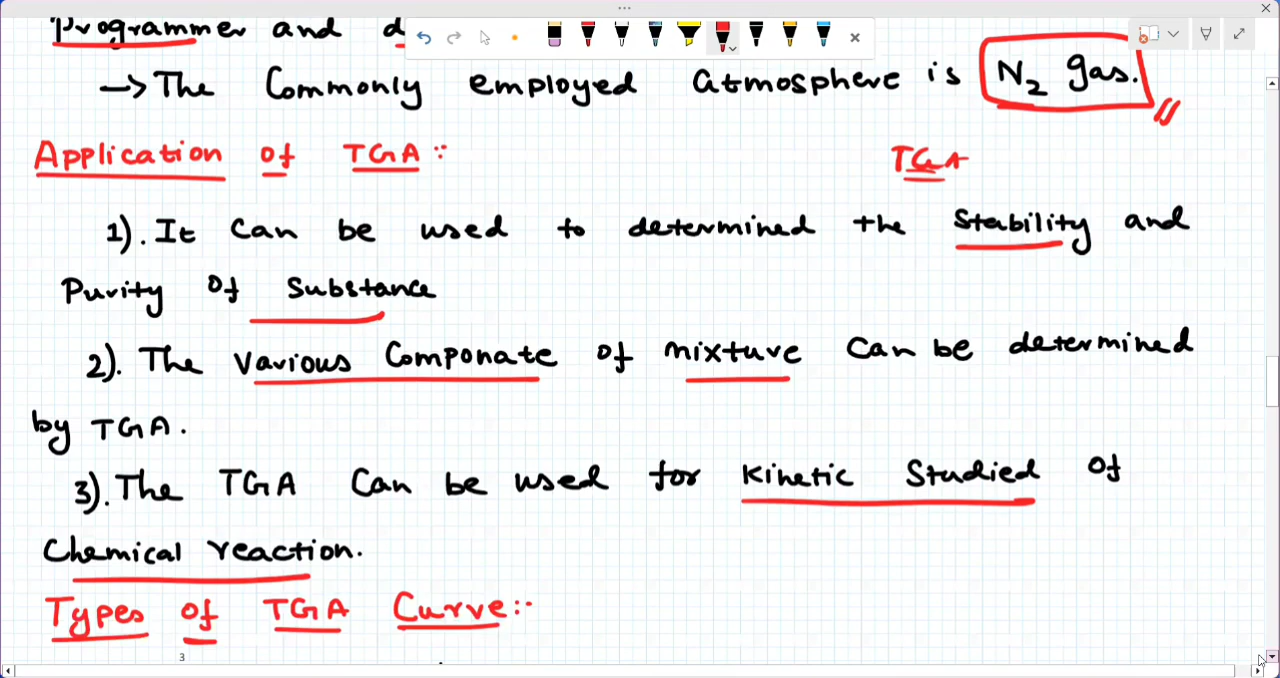 Programmer and
→ The Commonly employed atmosphere is N2 gas.
Application of TGA :-
TGA
1). It can be used to determined the Stability and
Purity of Substance
2). The Various Componate of mixture can be determined
by TGA.
3). The TGA Can be used for Kinetic Studied of
Chemical reaction.
Types of TGA Curve:-
3